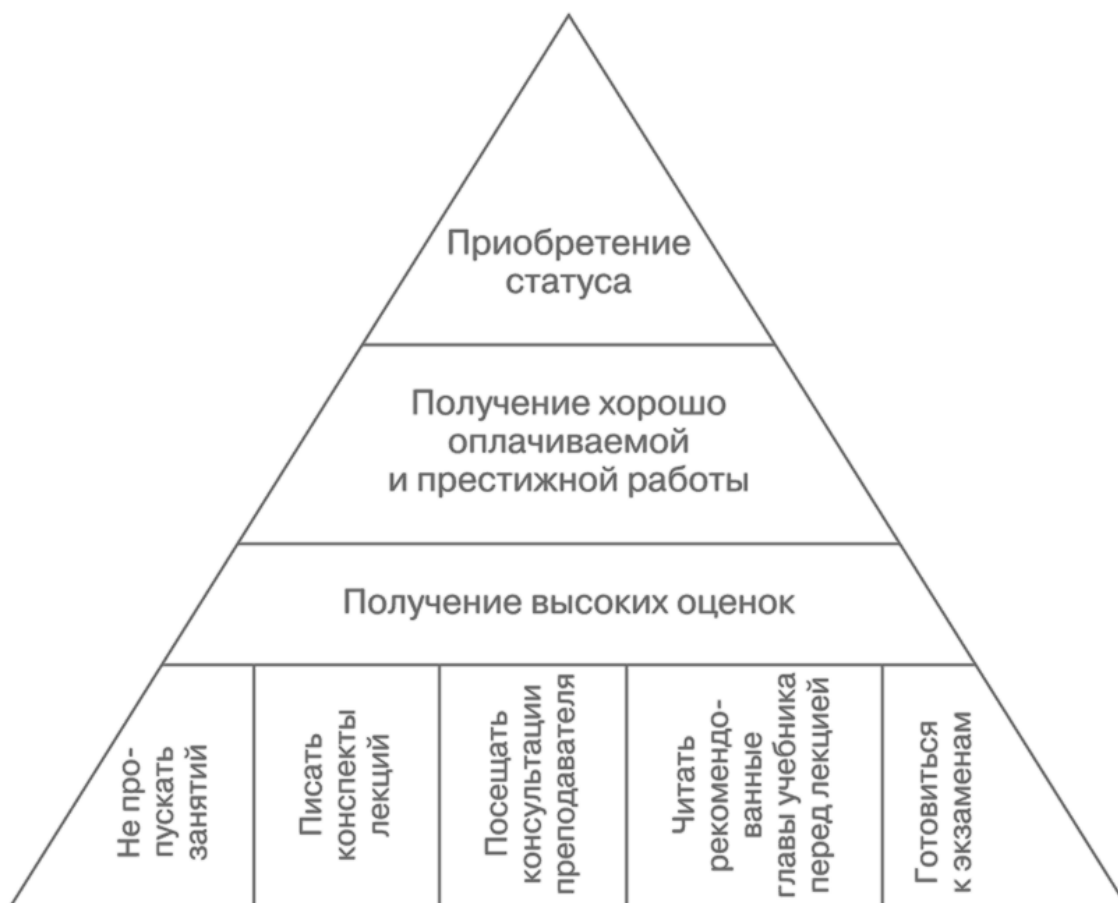 Приобретение
статуса
Получение хорошо
оплачиваемой
и престижной работы
Получение высоких оценок
Не про-
пускать
занятий
Писать
конспекты
лекций
Посещать
консультации
преподавателя
Читать
рекомендо-
ванные
главы учебника
перед лекцией
Готовиться
к экзаменам